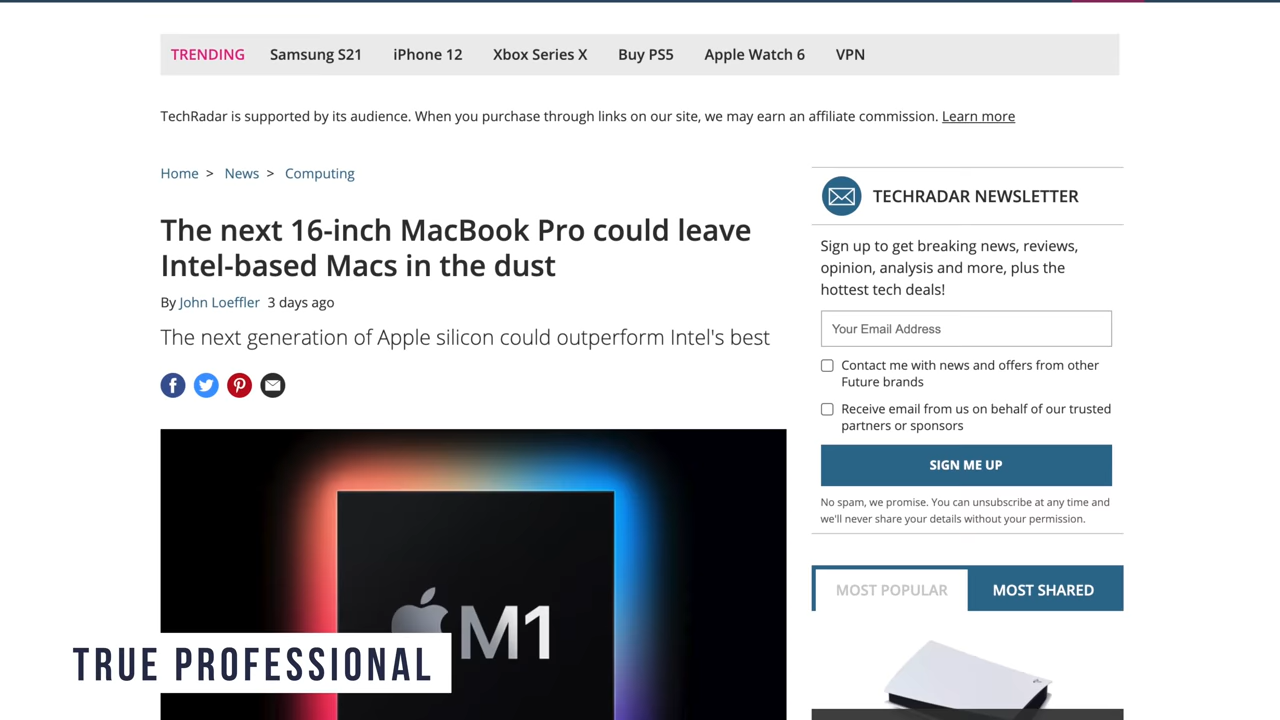 TRENDING Samsung S21 iPhone 12 Xbox Series X Buy PS5 Apple Watch 6 VPN
TechRadar is supported by its audience. When you purchase through links on our site, we may earn an affiliate commission. Learn more
Home > News > Computing
The next 16-inch MacBook Pro could leave
Intel-based Macs in the dust
By John Loeffler 3 days ago
The next generation of Apple silicon could outperform Intel's best
M1
TRUE PROFESSIONAL
TECHRADAR NEWSLETTER
Sign up to get breaking news, reviews,
opinion, analysis and more, plus the
hottest tech deals!
Your Email Address
Contact me with news and offers from other
Future brands
Receive email from us on behalf of our trusted
partners or sponsors
SIGN ME UP
No spam, we promise. You can unsubscribe at any time and
we'll never share your details without your permission.
MOST POPULAR MOST SHARED